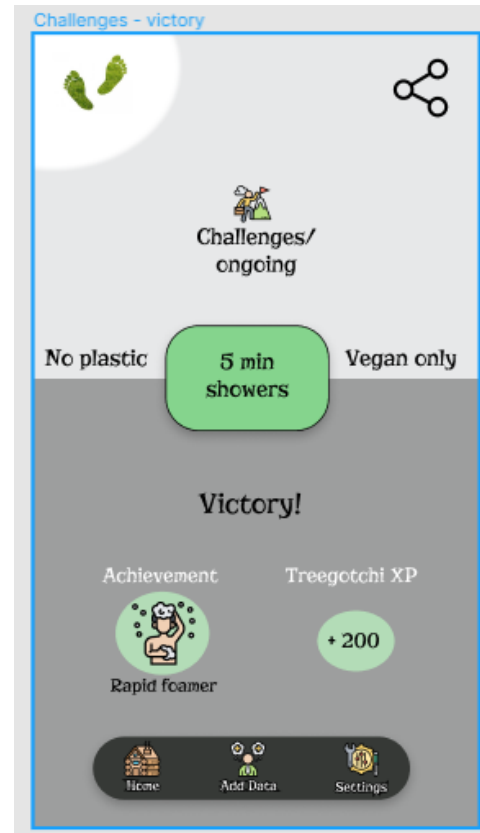 Challenges - victory
Challenges/
ongoing
No plastic
5 min
showers
Vegan only
Victory!
Achievement
Treegotchi XP
+ 200
Rapid foamer
Home
Add Data
Settings